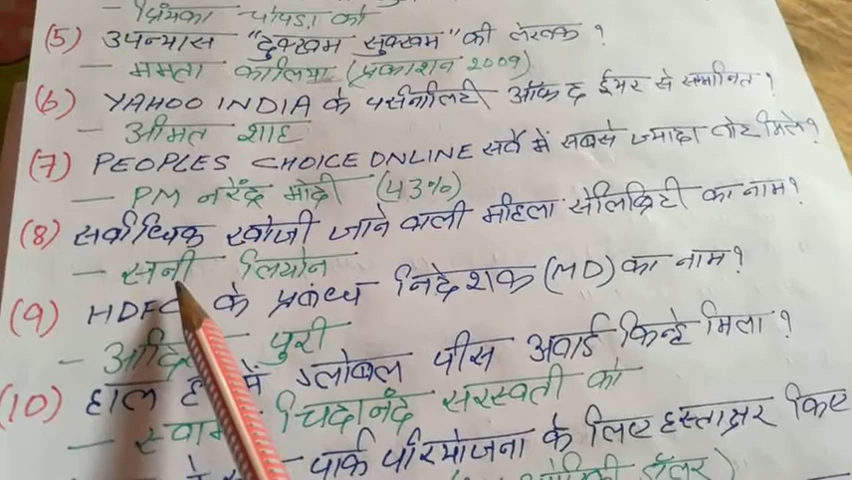 - प्रियंका चोपड़ा को
(5) उपन्यास "दुक्खम सुक्खम" की लेखक ?
- ममता कालिया (प्रकाशन 2009)
(6) YAHOO INDIA के पर्सनालिटी ऑफ द ईयर से सम्मानित ?
- अमित शाह
(7) PEOPLES CHOICE ONLINE सर्वे में सबसे ज्यादा वोट मिले?
- PM नरेंद्र मोदी (43%)
(8) सर्वाधिक खोजी जाने वाली महिला सेलिब्रिटी का नाम?
- सनी लियोन
(9) HDFC के प्रबंध निदेशक (MD) का नाम?
- पुरी
(10) हाल में ग्लोबल पीस अवार्ड किन्हे मिला ?
- चिदानंद सरस्वती को
पार्क परियोजना के लिए हस्ताक्षर किए
डॉलर)